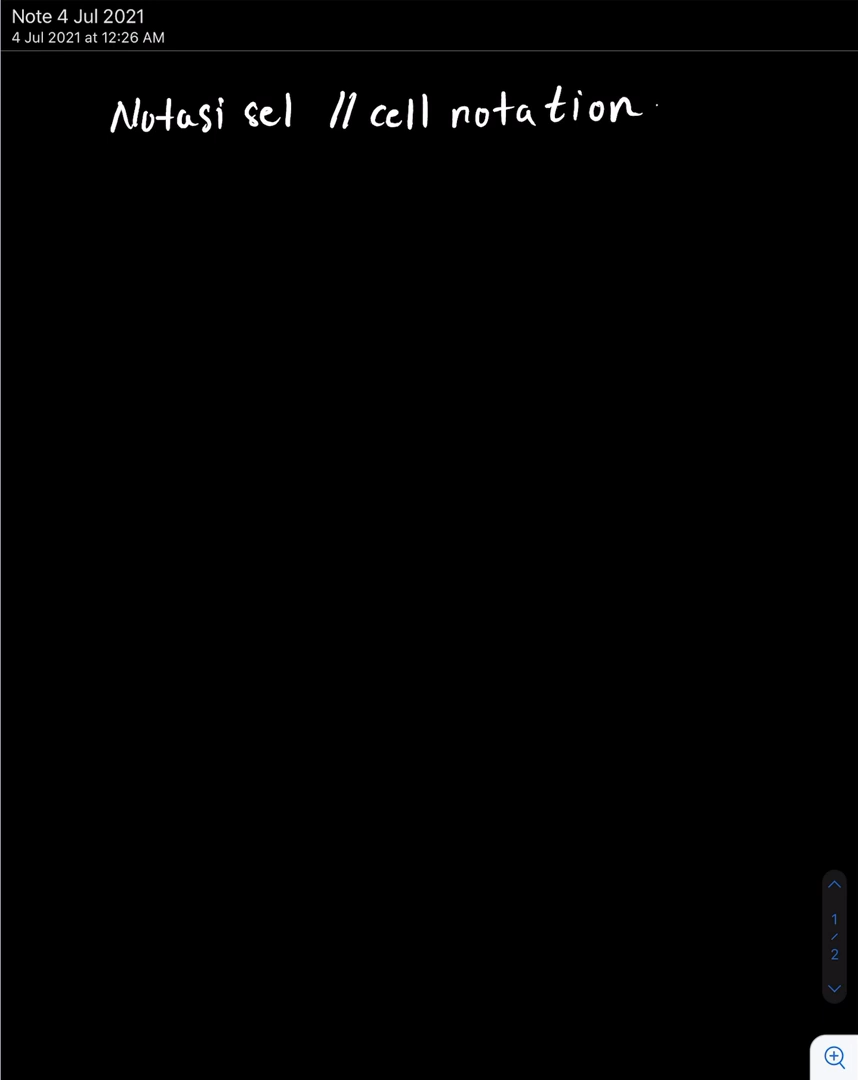 Note 4 Jul 2021
4 Jul 2021 at 12:26 AM
Notasi sel // cell notation
1
/
2